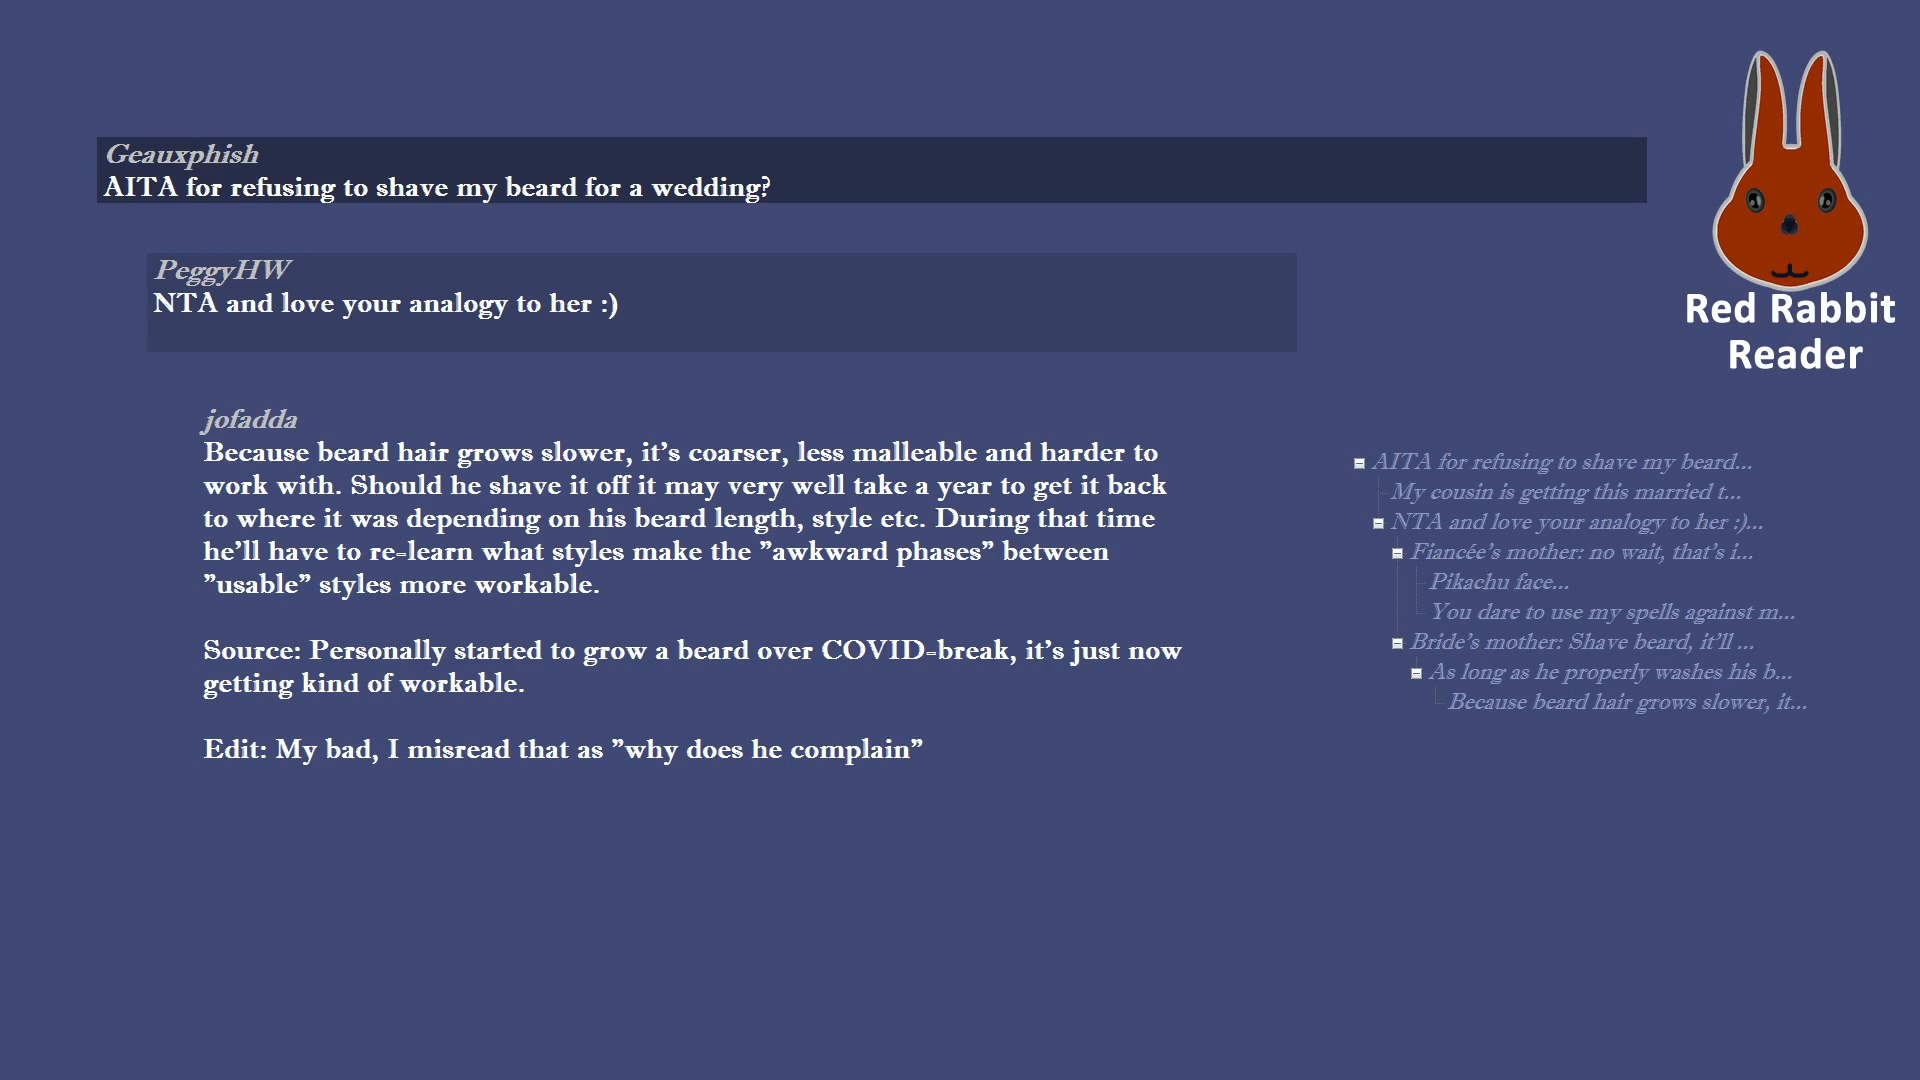 Geauxphish
AITA for refusing to shave my beard for a wedding?
PeggyHW
NTA and love your analogy to her :)
Red Rabbit
Reader
jofadda
Because beard hair grows slower, it's coarser, less malleable and harder to
work with. Should he shave it off it may very well take a year to get it back
to where it was depending on his beard length, style etc. During that time
he'll have to re-learn what styles make the "awkward phases" between
"usable" styles more workable.
Source: Personally started to grow a beard over COVID-break, it's just now
getting kind of workable.
Edit: My bad, I misread that as "why does he complain"
AITA for refusing to shave my beard...
My cousin is getting this married t...
NTA and love your analogy to her :)...
Fiancée's mother: no wait, that's i...
Pikachu face...
You dare to use my spells against m...
Bride's mother: Shave beard, it'll ...
As long as he properly washes his b...
Because beard hair grows slower, it...